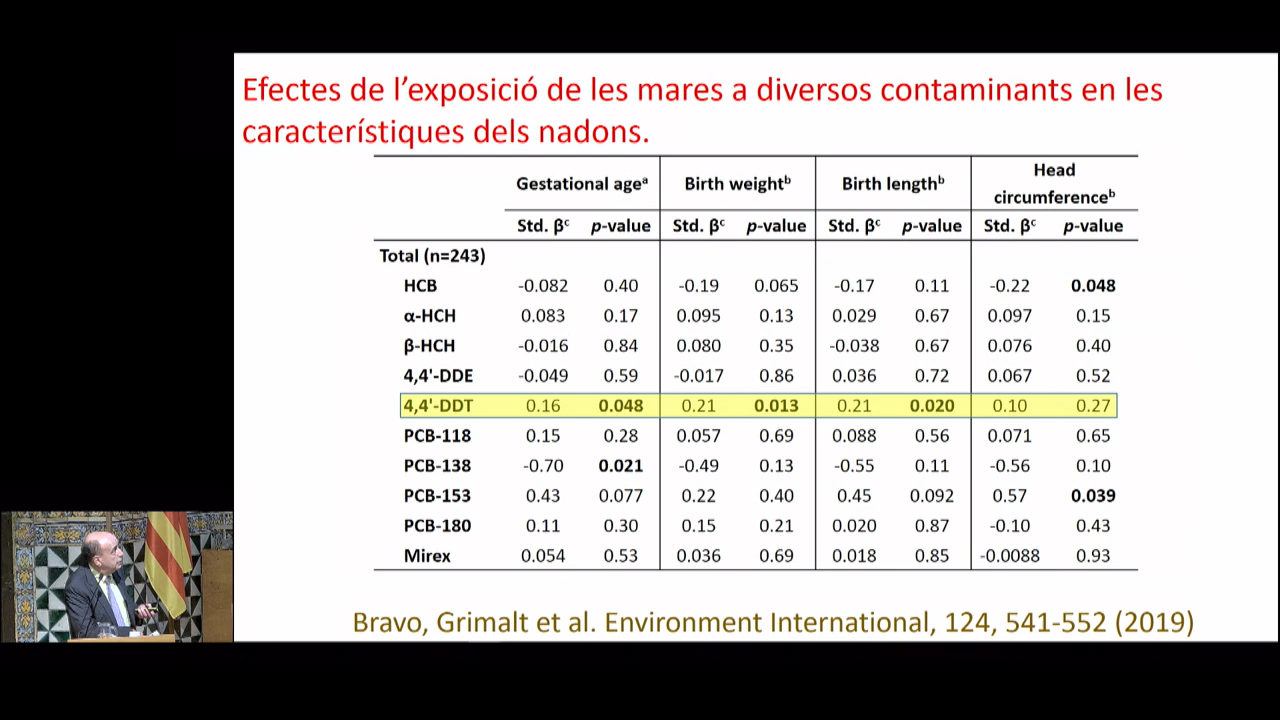 Efectes de l’exposició de les mares a diversos contaminants en les
característiques dels nadons.
Gestational ageᵃ Birth weightᵇ Birth lengthᵇ Head circumferenceᵇ
Std. βᶜ p-value Std. βᶜ p-value Std. βᶜ p-value Std. βᶜ p-value
Total (n=243)
HCB -0.082 0.40 -0.19 0.065 -0.17 0.11 -0.22 0.048
α-HCH 0.083 0.17 0.095 0.13 0.029 0.67 0.097 0.15
β-HCH -0.016 0.84 0.080 0.35 -0.038 0.67 0.076 0.40
4,4'-DDE -0.049 0.59 -0.017 0.86 0.036 0.72 0.067 0.52
4,4'-DDT 0.16 0.048 0.21 0.013 0.21 0.020 0.10 0.27
PCB-118 0.15 0.28 0.057 0.69 0.088 0.56 0.071 0.65
PCB-138 -0.70 0.021 -0.49 0.13 -0.55 0.11 -0.56 0.10
PCB-153 0.43 0.077 0.22 0.40 0.45 0.092 0.57 0.039
PCB-180 0.11 0.30 0.15 0.21 0.020 0.87 -0.10 0.43
Mirex 0.054 0.53 0.036 0.69 0.018 0.85 -0.0088 0.93
Bravo, Grimalt et al. Environment International, 124, 541-552 (2019)